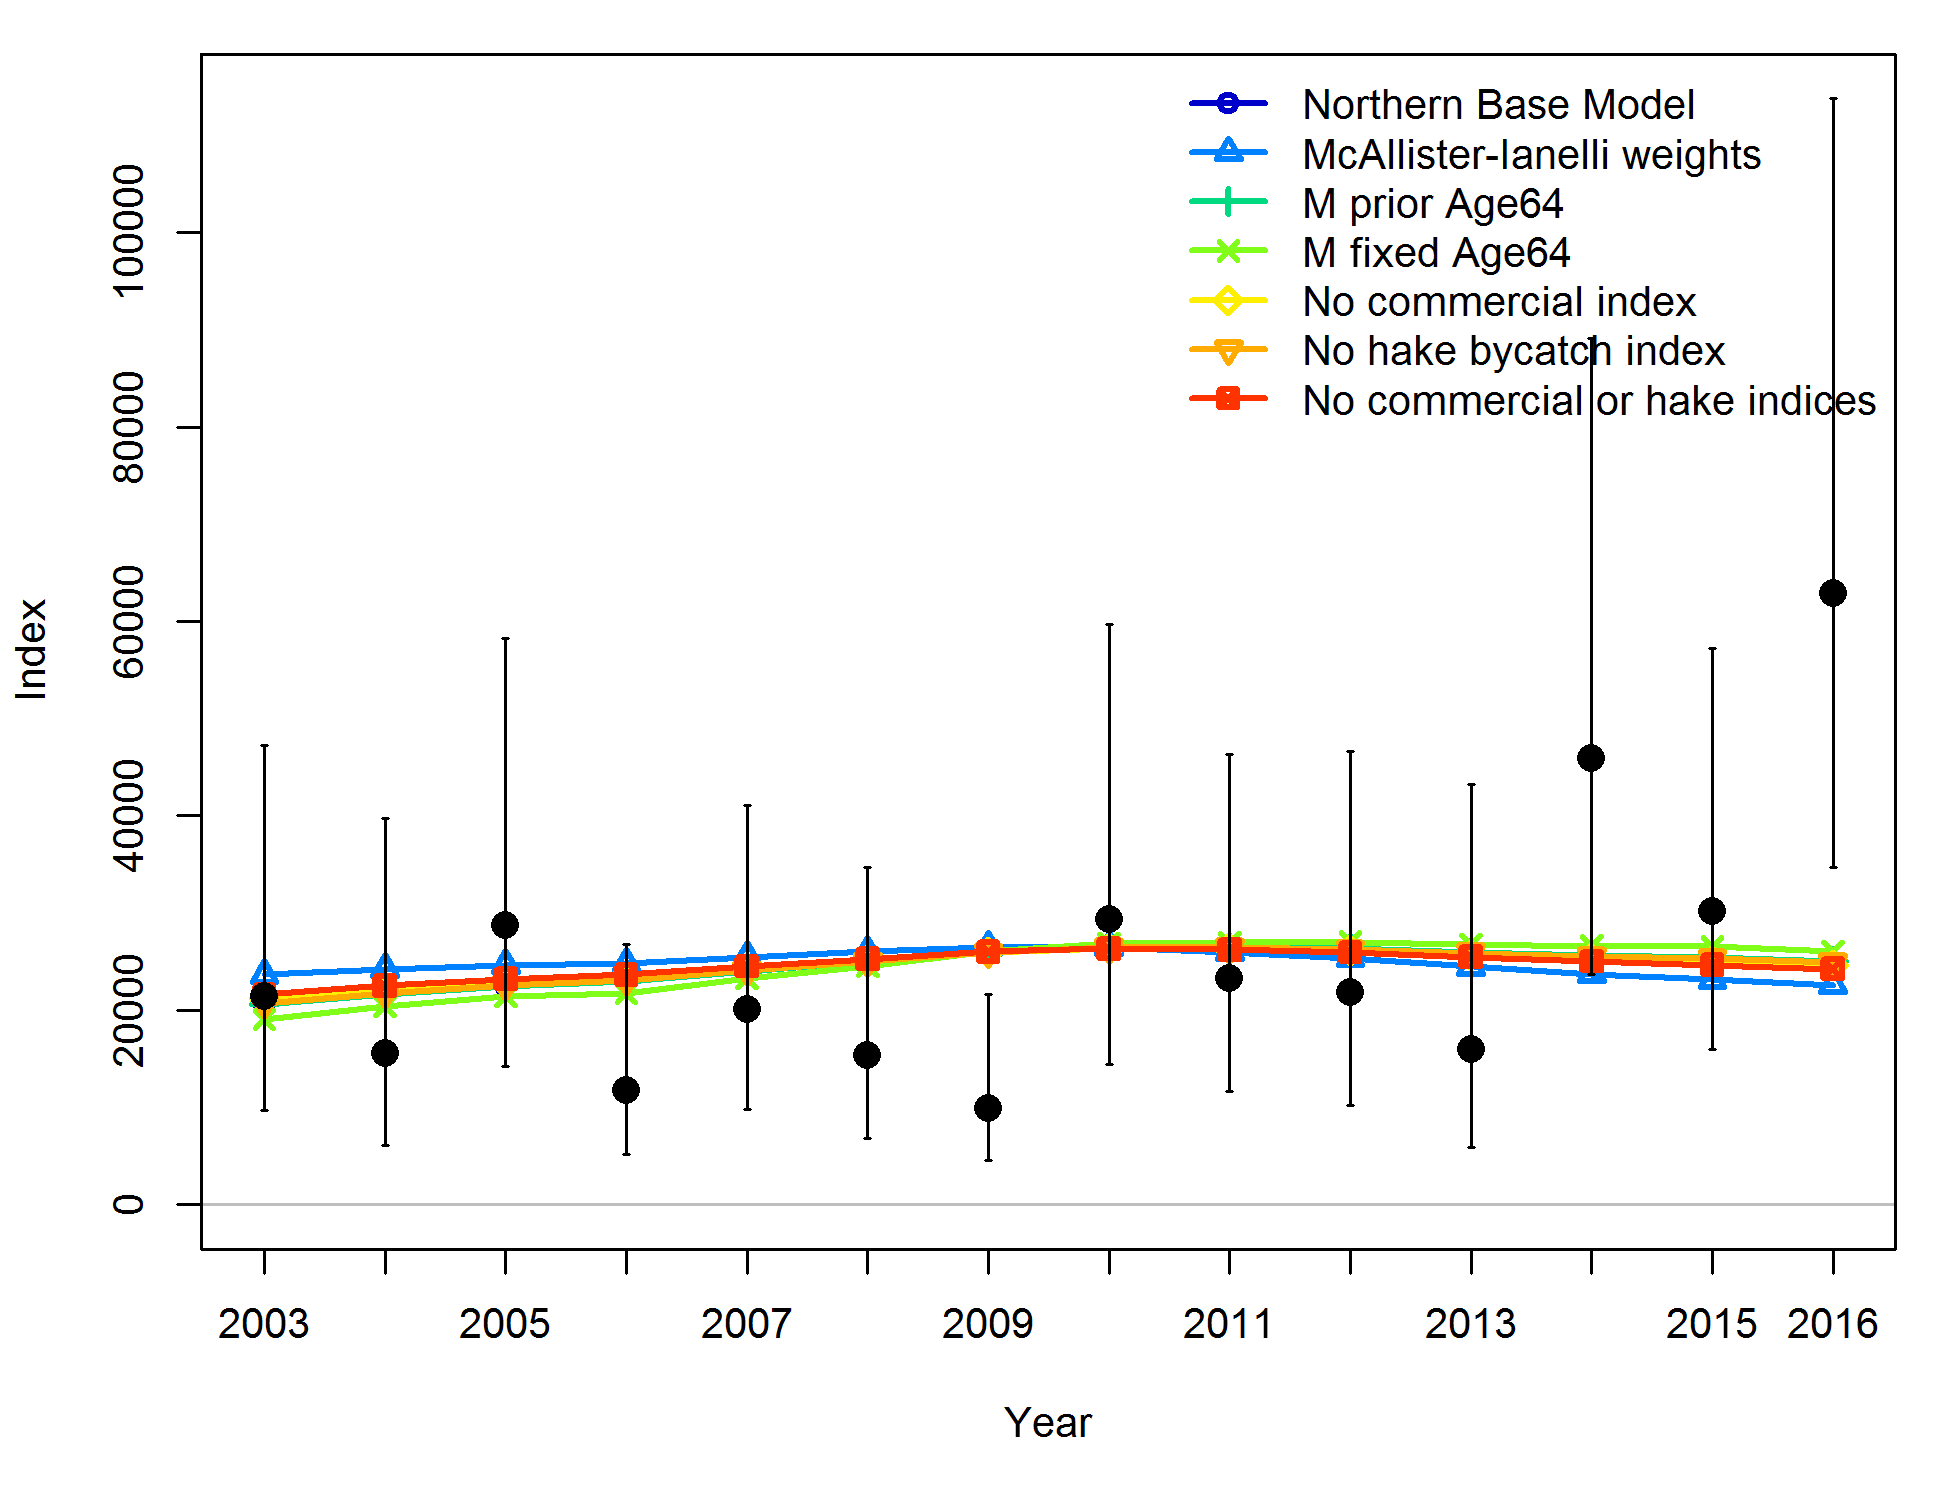 Northern Base Model
McAllister-Ianelli weights
M prior Age64
M fixed Age64
No commercial index
No hake bycatch index
No commercial or hake indices
Index
100000
80000
60000
40000
20000
0
2003 2005 2007 2009 2011 2013 2015 2016
Year